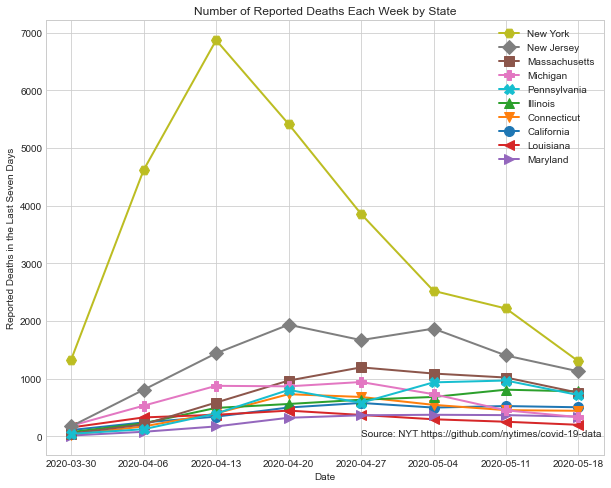 Number of Reported Deaths Each Week by State
7000
6000
5000
4000
3000
2000
1000
0
Reported Deaths in the Last Seven Days
New York
New Jersey
Massachusetts
Michigan
Pennsylvania
Illinois
Connecticut
California
Louisiana
Maryland
Source: NYT https://github.com/nytimes/covid-19-data
2020-03-30 2020-04-06 2020-04-13 2020-04-20 2020-04-27 2020-05-04 2020-05-11 2020-05-18
Date